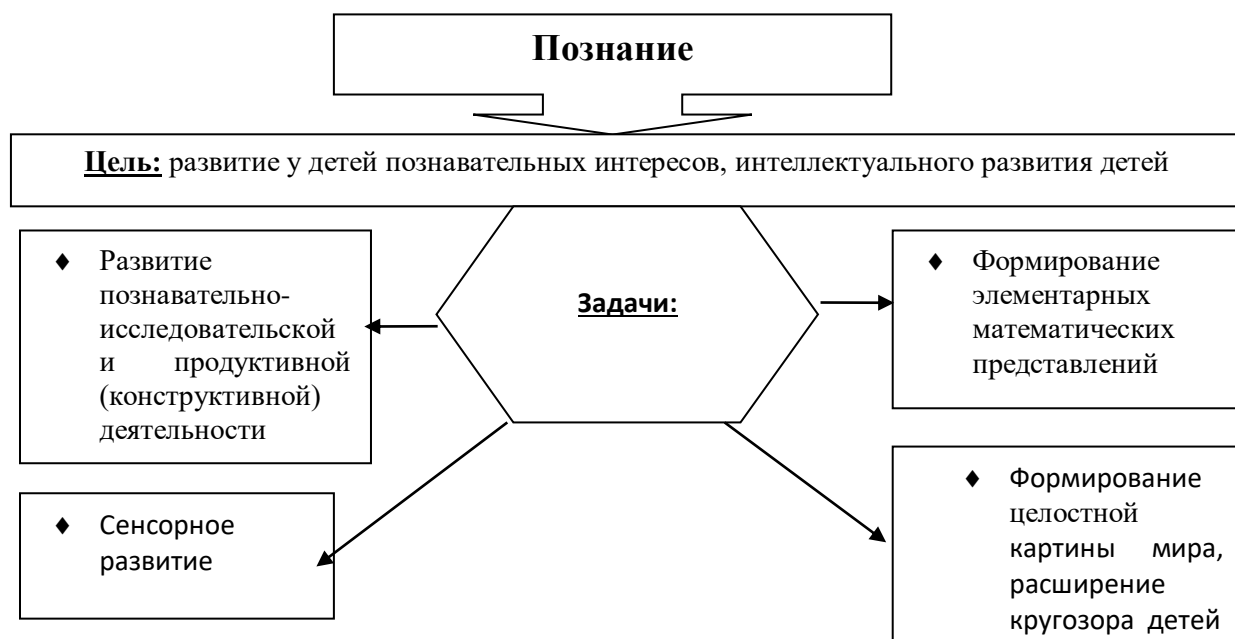 Познание
Цель: развитие у детей познавательных интересов, интеллектуального развития детей
Задачи:
♦ Развитие
познавательно-
исследовательской
и продуктивной
(конструктивной)
деятельности
♦ Формирование
элементарных
математических
представлений
♦ Сенсорное
развитие
♦ Формирование
целостной
картины мира,
расширение
кругозора детей